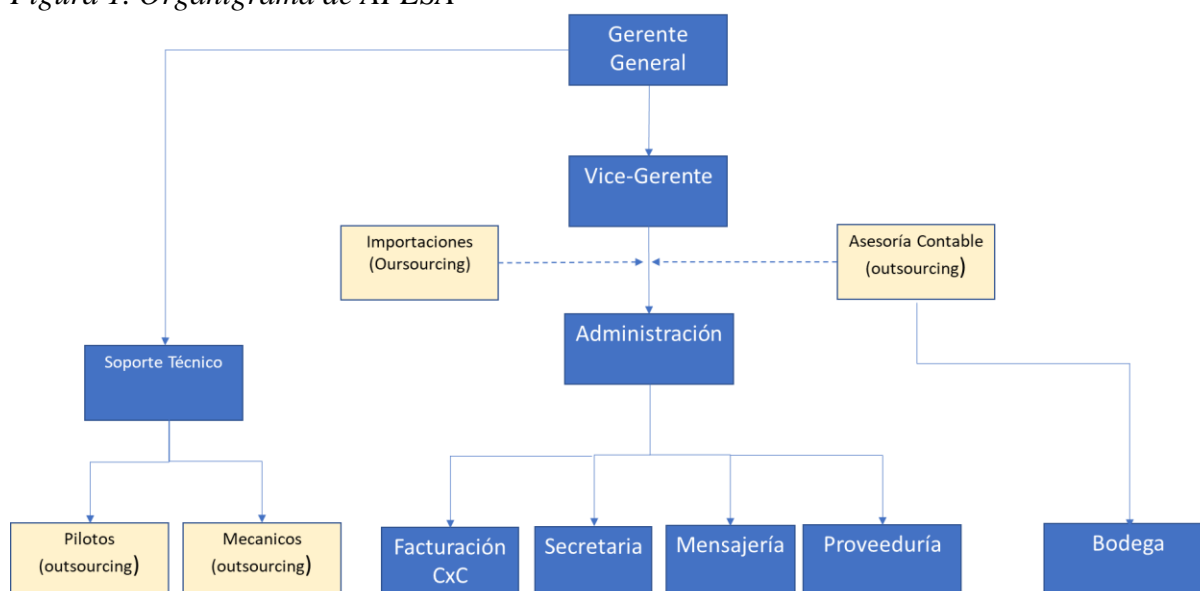 Figura 1. Organigrama de APESA
Gerente
General
Vice-Gerente
Importaciones
(Oursourcing)
Asesoría Contable
(outsourcing)
Administración
Soporte Técnico
Pilotos
(outsourcing)
Mecanicos
(outsourcing)
Facturación
CxC
Secretaria
Mensajería
Proveeduría
Bodega